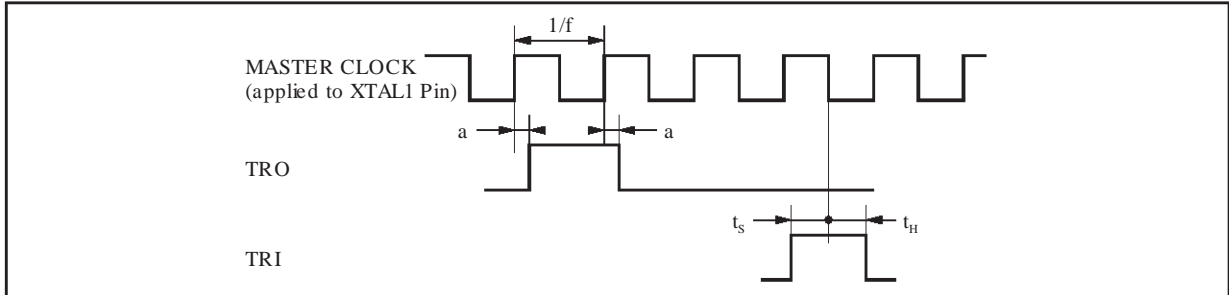 1/f
MASTER CLOCK
(applied to XTAL1 Pin)
a
a
TRO
tS
tH
TRI